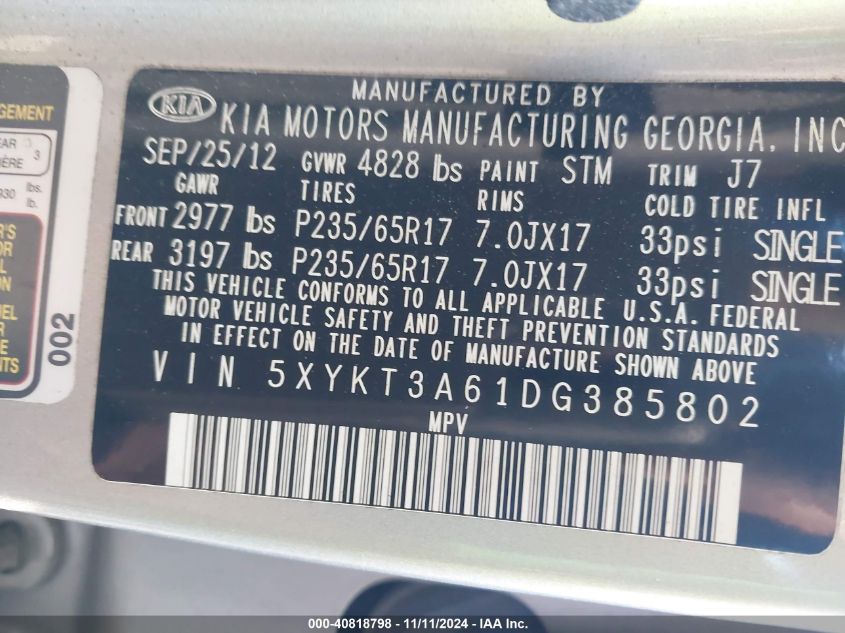 MANUFACTURED BY
KIA KIA MOTORS MANUFACTURING GEORGIA, INC
SEP/25/12 GVWR 4828 lbs PAINT STM TRIM J7
GAWR TIRES RIMS COLD TIRE INFL
FRONT 2977 lbs P235/65R17 7.0JX17 33psi SINGLE
REAR 3197 lbs P235/65R17 7.0JX17 33psi SINGLE
THIS VEHICLE CONFORMS TO ALL APPLICABLE U.S.A. FEDERAL
MOTOR VEHICLE SAFETY AND THEFT PREVENTION STANDARDS
IN EFFECT ON THE DATE OF MANUFACTURE SHOWN ABOVE
VIN 5XYKT3A61DG385802
MPV
002
3
lbs.
lb.
000-40818798 - 11/11/2024 - IAA Inc.